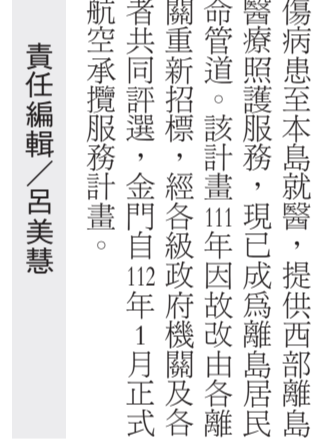 傷病患至本島就醫，提供西部離島
醫療照護服務，現已成為離島居民
命管道。該計畫111年因故改由各離
關重新招標，經各級政府機關及各
者共同評選，金門自112年1月正式
航空承攬服務計畫。
責任編輯／呂美慧